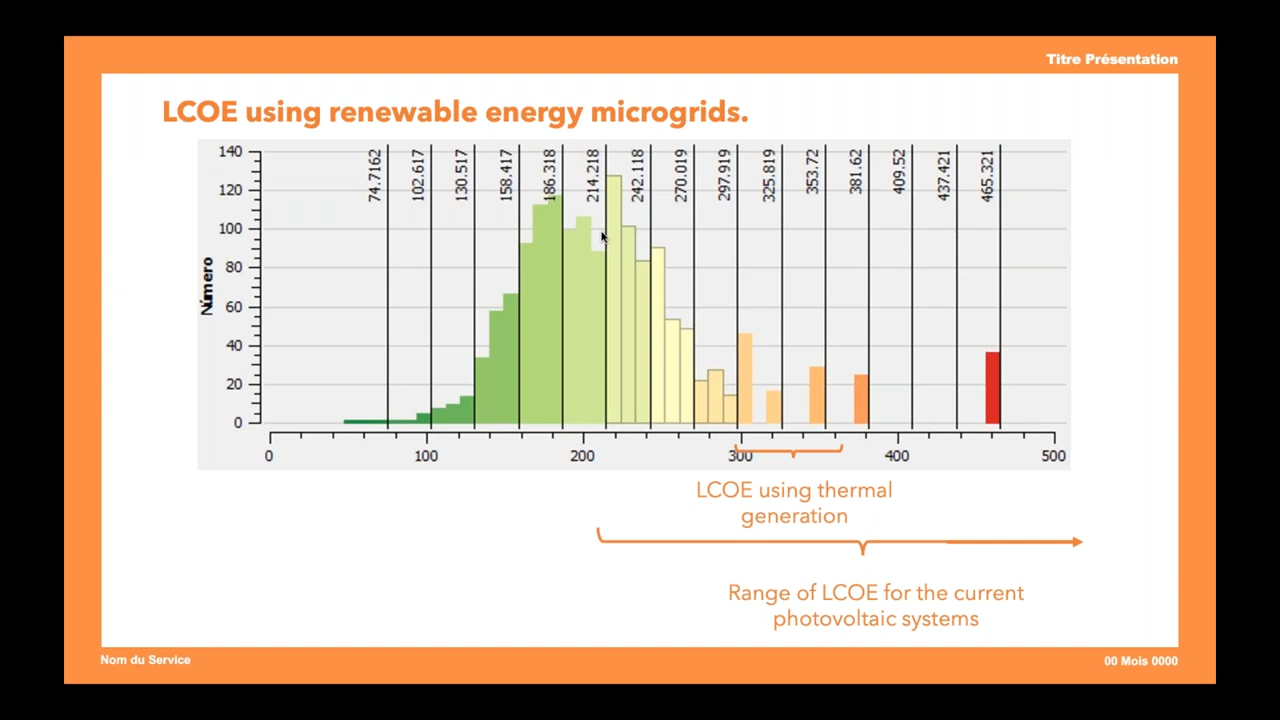 Titre Présentation
LCOE using renewable energy microgrids.
140
120
100
80
60
40
20
0
Número
74.7162
102.617
130.517
158.417
186.318
214.218
242.118
270.019
297.919
325.819
353.72
381.62
409.52
437.421
465.321
0 100 200 300 400 500
LCOE using thermal
generation
Range of LCOE for the current
photovoltaic systems
Nom du Service
00 Mois 0000